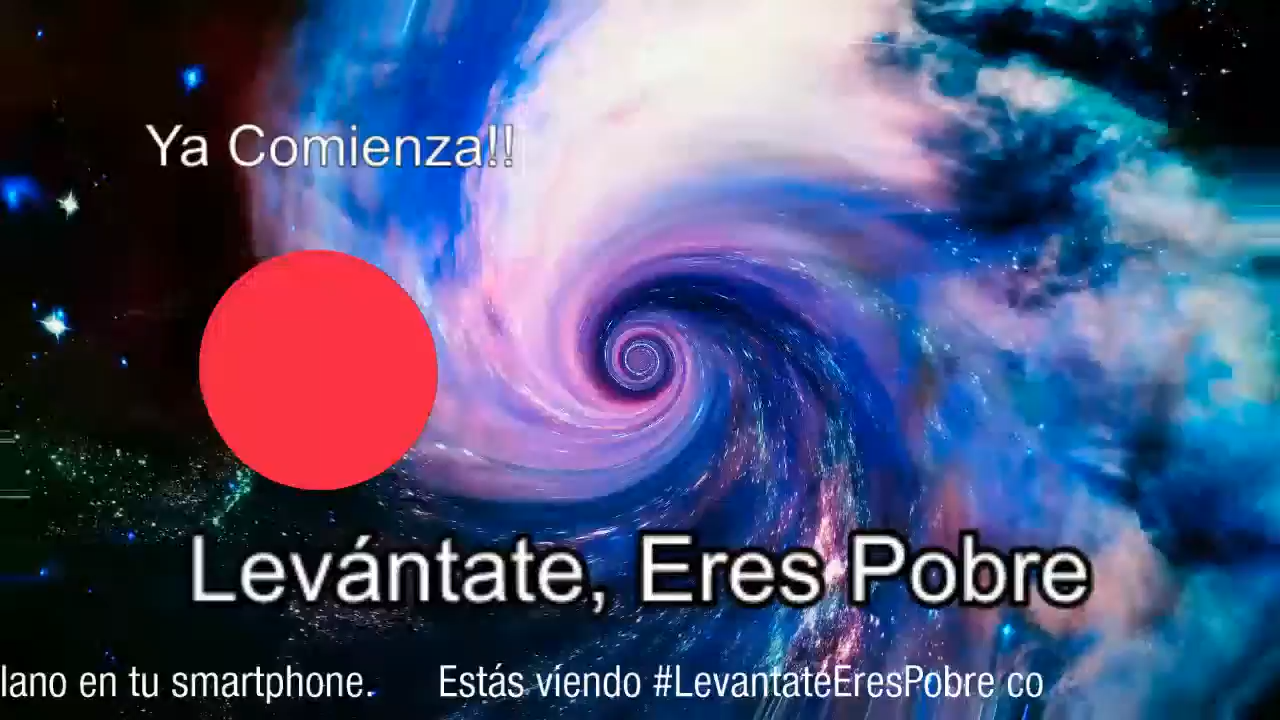 Ya Comienza!!
Levántate, Eres Pobre
lano en tu smartphone. Estás viendo #LevantateEresPobre co